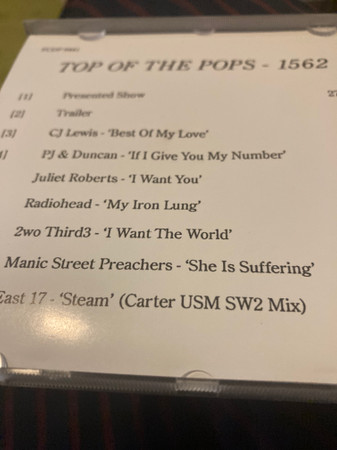 TOP OF THE POPS - 1562
[1] Presented Show
[2] Trailer
[3] CJ Lewis - 'Best Of My Love'
PJ & Duncan - 'If I Give You My Number'
Juliet Roberts - 'I Want You'
Radiohead - 'My Iron Lung'
2wo Third3 - 'I Want The World'
Manic Street Preachers - 'She Is Suffering'
East 17 - 'Steam' (Carter USM SW2 Mix)